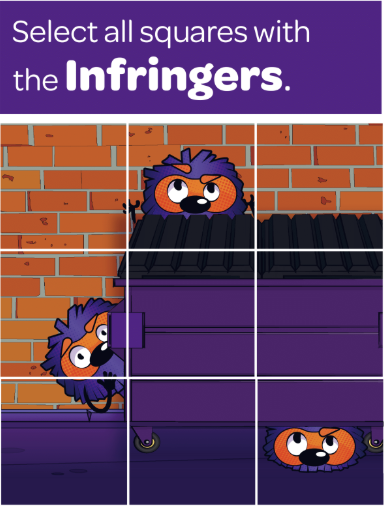 Select all squares with
the Infringers.